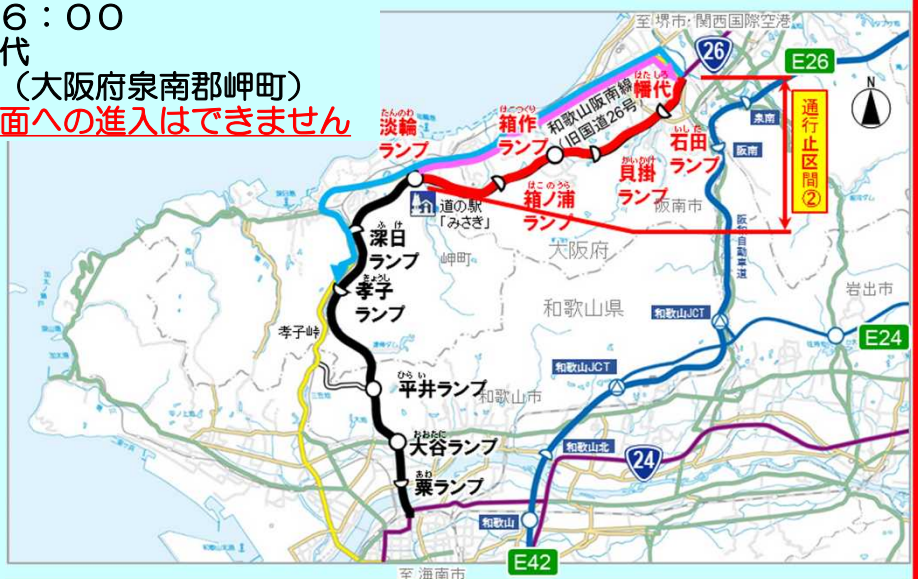 ６：００
代
（大阪府泉南郡岬町）
面への進入はできません
至 堺市・関西国際空港
26
E26
N
はたしろ
幡代
和歌山阪南線
(旧国道26号)
泉南
通行止区間②
たんのわ
淡輪
ランプ
はこつくり
箱作
ランプ
いしだ
石田
ランプ
阪南
かいかけ
貝掛
ランプ
はこのうら
箱ノ浦
ランプ
阪南市
道の駅
「みさき」
阪和自動車道
ふけ
深日
ランプ
岬町
大阪府
きょうし
孝子
ランプ
和歌山県
岩出市
和歌山JCT
E24
孝子峠
和歌山JCT
ひらい
平井ランプ
和歌山市
おおたに
大谷ランプ
和歌山北
24
あわ
粟ランプ
和歌山
E42
至 海南市